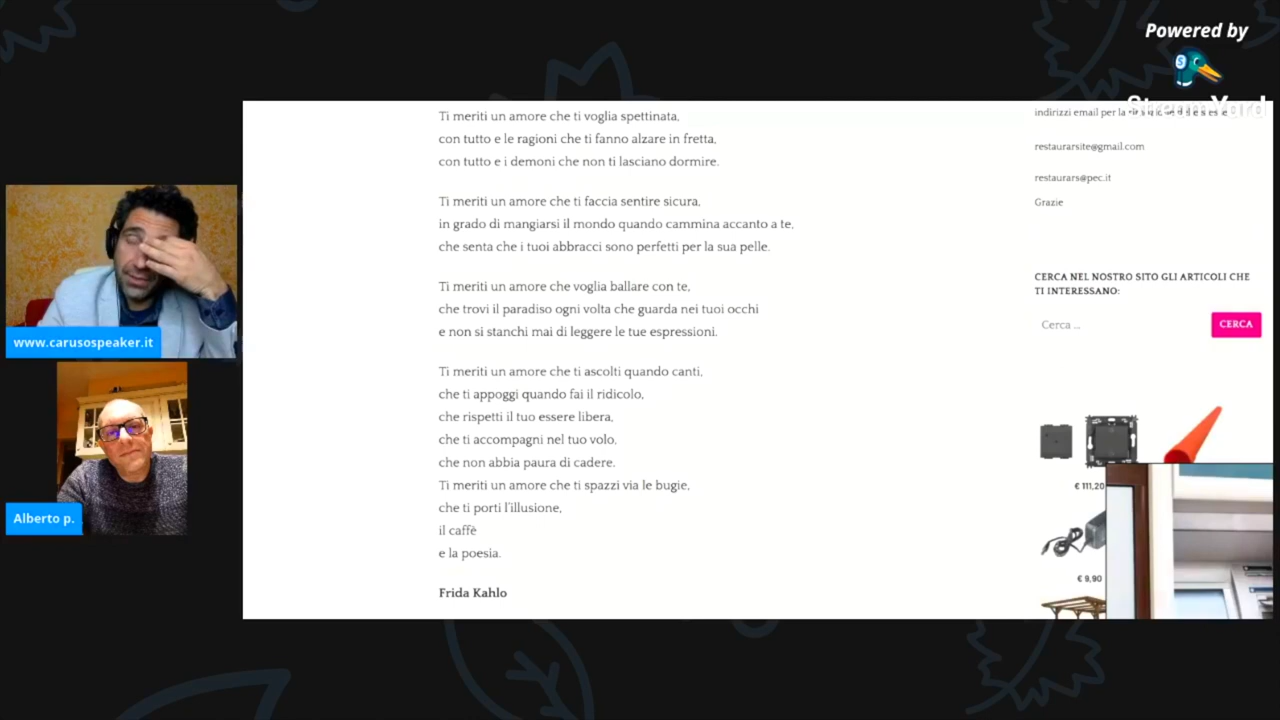 Powered by
StreamYard
Ti meriti un amore che ti voglia spettinata,
con tutto e le ragioni che ti fanno alzare in fretta,
con tutto e i demoni che non ti lasciano dormire.
Ti meriti un amore che ti faccia sentire sicura,
in grado di mangiarsi il mondo quando cammina accanto a te,
che senta che i tuoi abbracci sono perfetti per la sua pelle.
Ti meriti un amore che voglia ballare con te,
che trovi il paradiso ogni volta che guarda nei tuoi occhi
e non si stanchi mai di leggere le tue espressioni.
Ti meriti un amore che ti ascolti quando canti,
che ti appoggi quando fai il ridicolo,
che rispetti il tuo essere libera,
che ti accompagni nel tuo volo,
che non abbia paura di cadere.
Ti meriti un amore che ti spazzi via le bugie,
che ti porti l'illusione,
il caffè
e la poesia.
Frida Kahlo
indirizzi email per la
restaurarsite@gmail.com
restaurars@pec.it
Grazie
CERCA NEL NOSTRO SITO GLI ARTICOLI CHE
TI INTERESSANO:
Cerca ...
CERCA
€ 111,20
€ 9,90
www.carusospeaker.it
Alberto p.